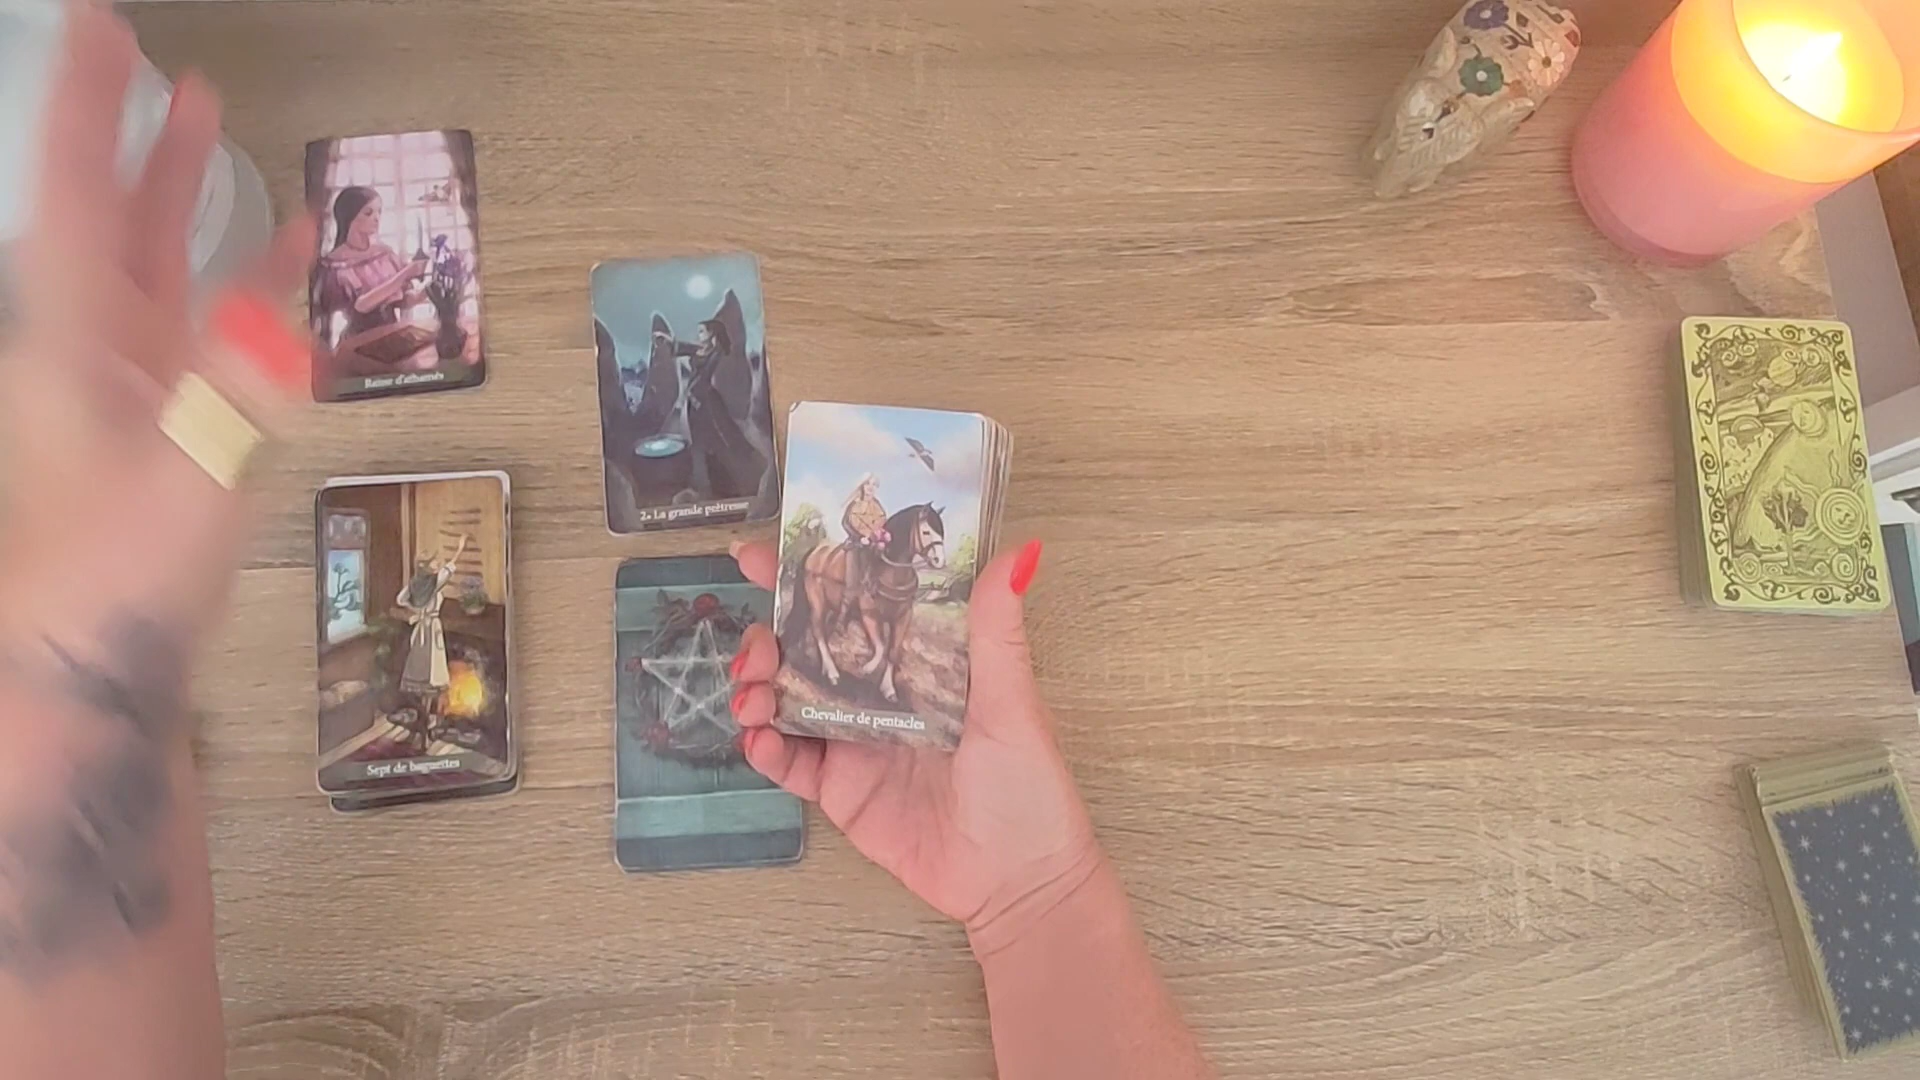 Reine d'athamés
2. La grande prêtresse
Sept de baguettes
Chevalier de pentacles